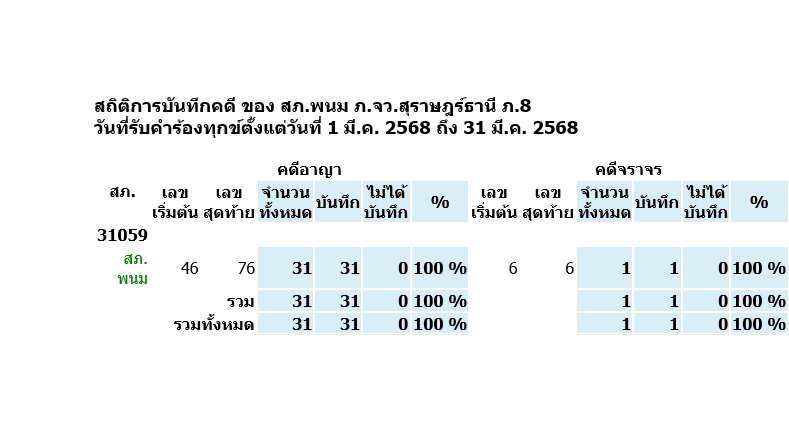 สถิติการบันทึกคดี ของ สภ.พนม ภ.จว.สุราษฎร์ธานี ภ.8
วันที่รับคำร้องทุกข์ตั้งแต่วันที่ 1 มี.ค. 2568 ถึง 31 มี.ค. 2568
คดีอาญา คดีจราจร
สภ. เลข เลข จำนวน บันทึก ไม่ได้ % เลข เลข จำนวน บันทึก ไม่ได้ %
เริ่มต้น สุดท้าย ทั้งหมด บันทึก เริ่มต้น สุดท้าย ทั้งหมด บันทึก
31059
สภ.
พนม 46 76 31 31 0 100 % 6 6 1 1 0 100 %
รวม 31 31 0 100 % 1 1 0 100 %
รวมทั้งหมด 31 31 0 100 % 1 1 0 100 %